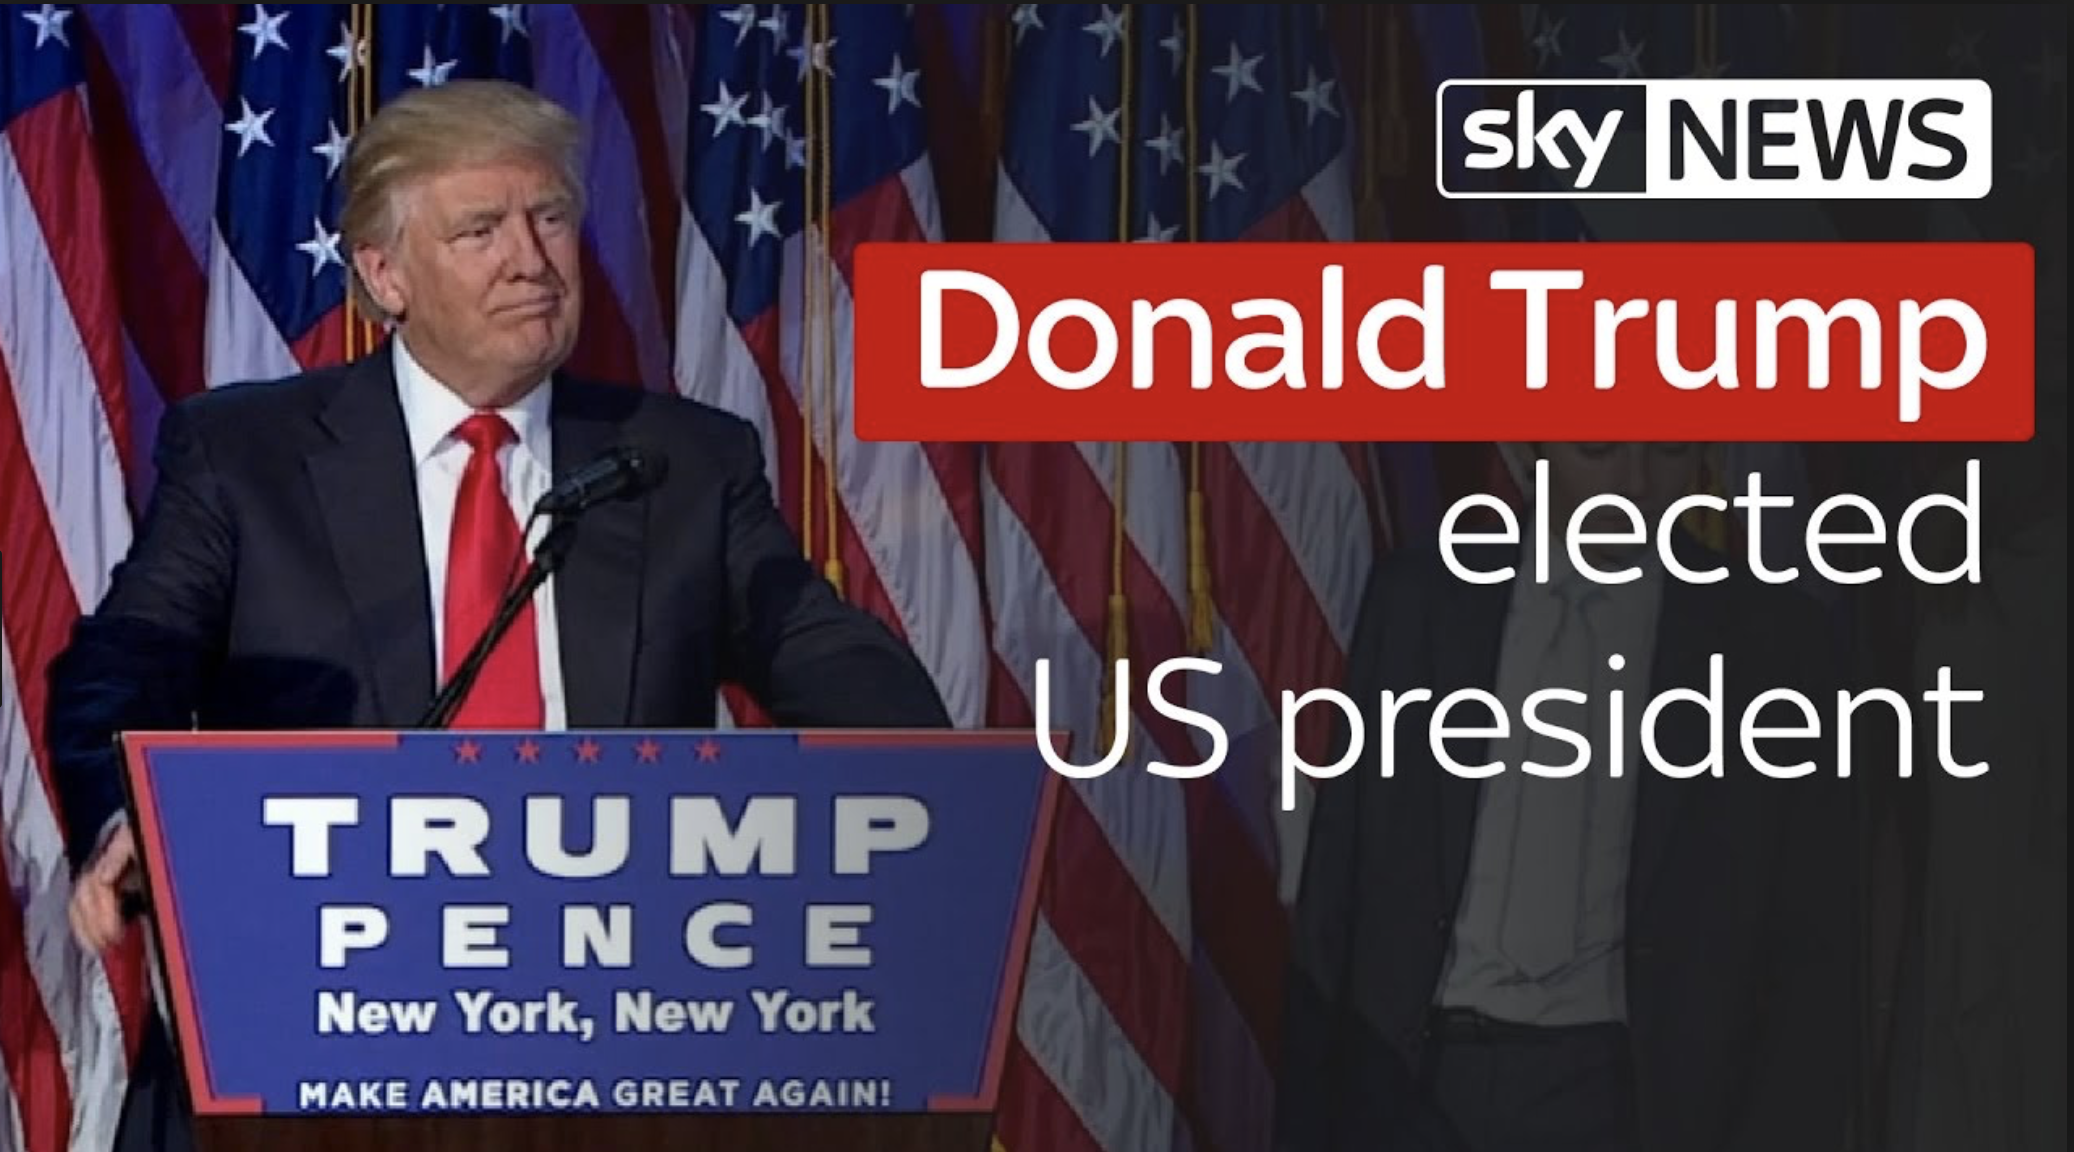 sky NEWS
Donald Trump
elected
US president
TRUMP
PENCE
New York, New York
MAKE AMERICA GREAT AGAIN!